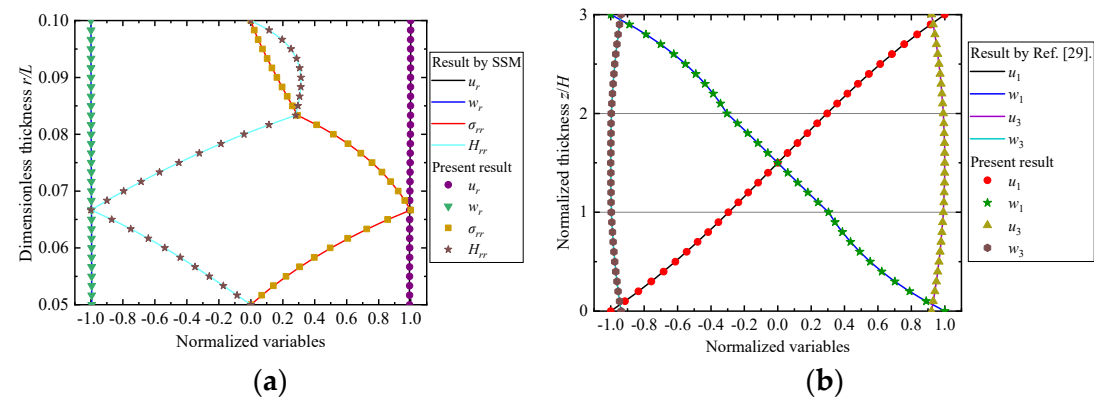 0.10
0.09
0.08
0.07
0.06
0.05
Dimensionless thickness r/L
-1.0 -0.8 -0.6 -0.4 -0.2 0.0 0.2 0.4 0.6 0.8 1.0
Normalized variables
Result by SSM
u_r
w_r
σ_rr
H_rr
Present result
u_r
w_r
σ_rr
H_rr
(a)
3
2
1
0
Normalized thickness z/H
-1.0 -0.8 -0.6 -0.4 -0.2 0.0 0.2 0.4 0.6 0.8 1.0
Normalized variables
Result by Ref. [29].
u_1
w_1
u_3
w_3
Present result
u_1
w_1
u_3
w_3
(b)